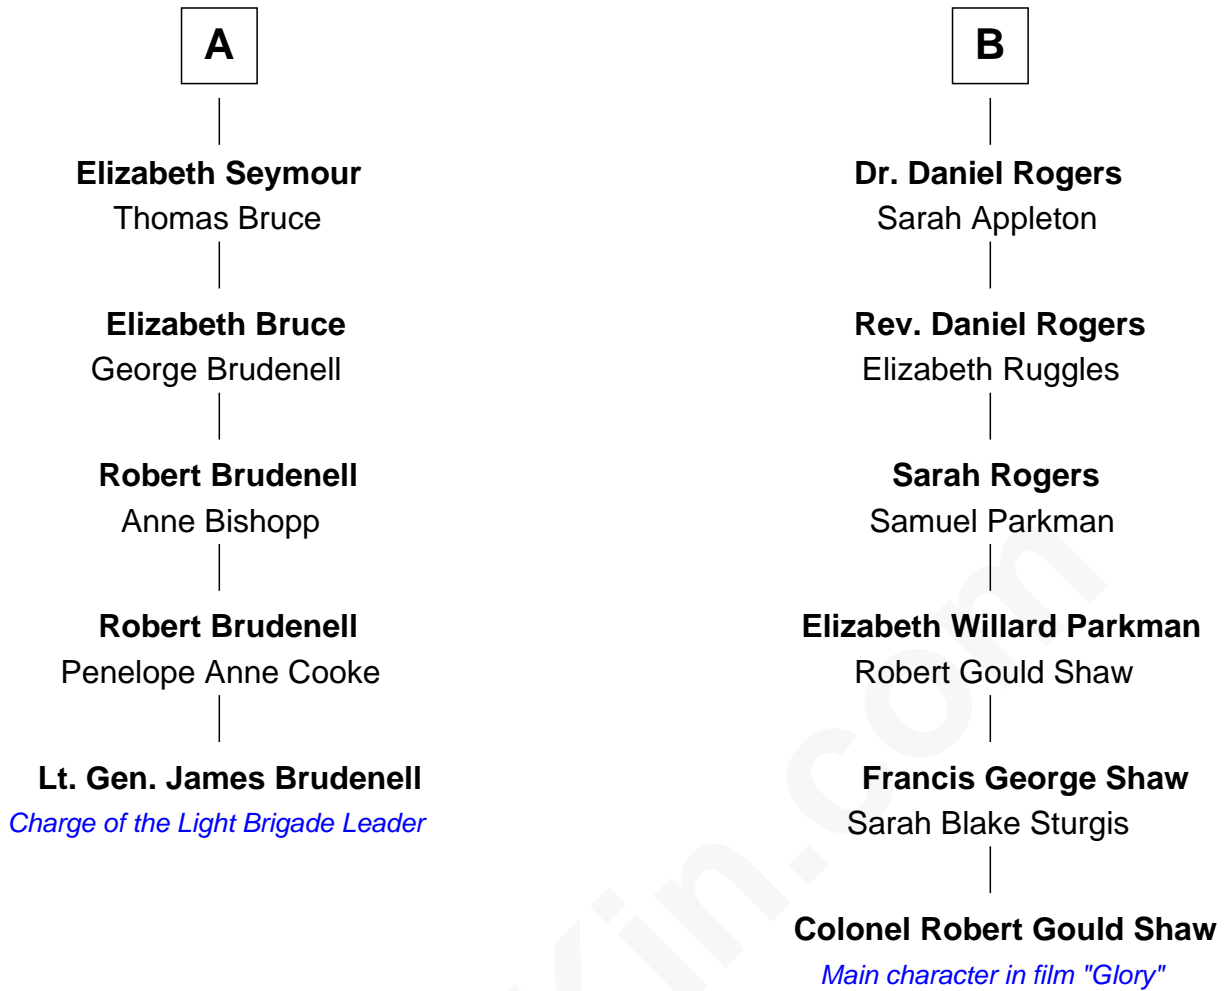 A
Elizabeth Seymour
Thomas Bruce
Elizabeth Bruce
George Brudenell
Robert Brudenell
Anne Bishopp
Robert Brudenell
Penelope Anne Cooke
Lt. Gen. James Brudenell
Charge of the Light Brigade Leader
B
Dr. Daniel Rogers
Sarah Appleton
Rev. Daniel Rogers
Elizabeth Ruggles
Sarah Rogers
Samuel Parkman
Elizabeth Willard Parkman
Robert Gould Shaw
Francis George Shaw
Sarah Blake Sturgis
Colonel Robert Gould Shaw
Main character in film "Glory"
Kin.com